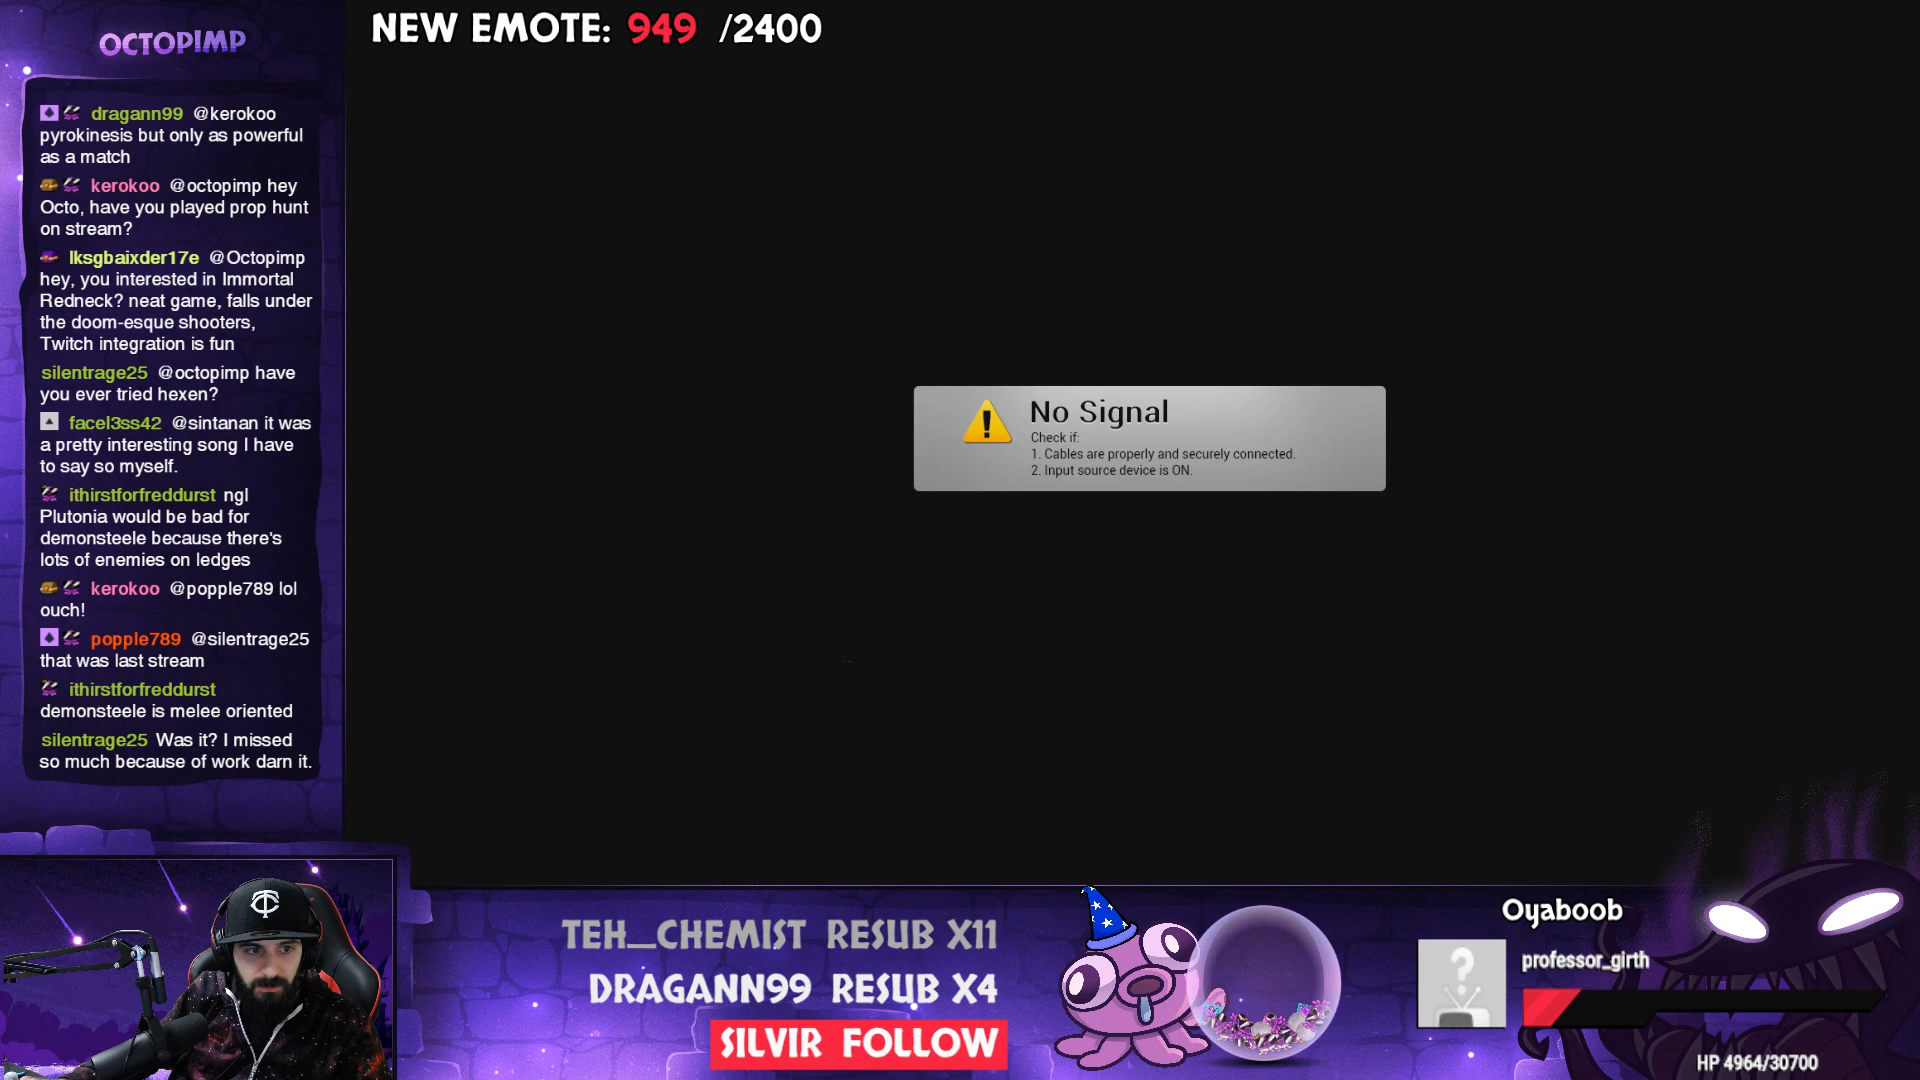 OCTOPIMP
NEW EMOTE: 949 /2400
dragann99 @kerokoo
pyrokinesis but only as powerful
as a match
kerokoo @octopimp hey
Octo, have you played prop hunt
on stream?
lksgbaixder17e @Octopimp
hey, you interested in Immortal
Redneck? neat game, falls under
the doom-esque shooters,
Twitch integration is fun
silentrage25 @octopimp have
you ever tried hexen?
facel3ss42 @sintanan it was
a pretty interesting song I have
to say so myself.
ithirstforfreddurst ngl
Plutonia would be bad for
demonsteele because there's
lots of enemies on ledges
kerokoo @popple789 lol
ouch!
popple789 @silentrage25
that was last stream
ithirstforfreddurst
demonsteele is melee oriented
silentrage25 Was it? I missed
so much because of work darn it.
No Signal
Check if:
1. Cables are properly and securely connected.
2. Input source device is ON.
TC
TEH_CHEMIST RESUB X11
DRAGANN99 RESUB X4
SILVIR FOLLOW
Oyaboob
professor_girth
?
HP 4964/30700